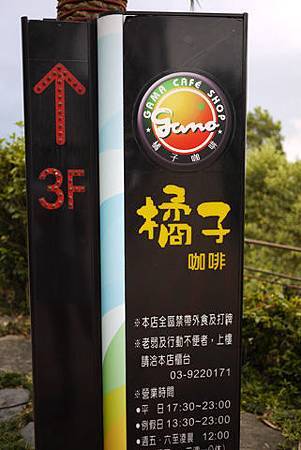 3F
GAMA CAFÉ SHOP
gano
橘子咖啡
橘子
咖啡
※本店全區禁帶外食及打牌
※老弱及行動不便者，上樓
請洽本店櫃台
03-9220171
※營業時間
●平　日 17:30~23:00
●例假日 13:30~23:00
●週五、六至凌晨 12:00